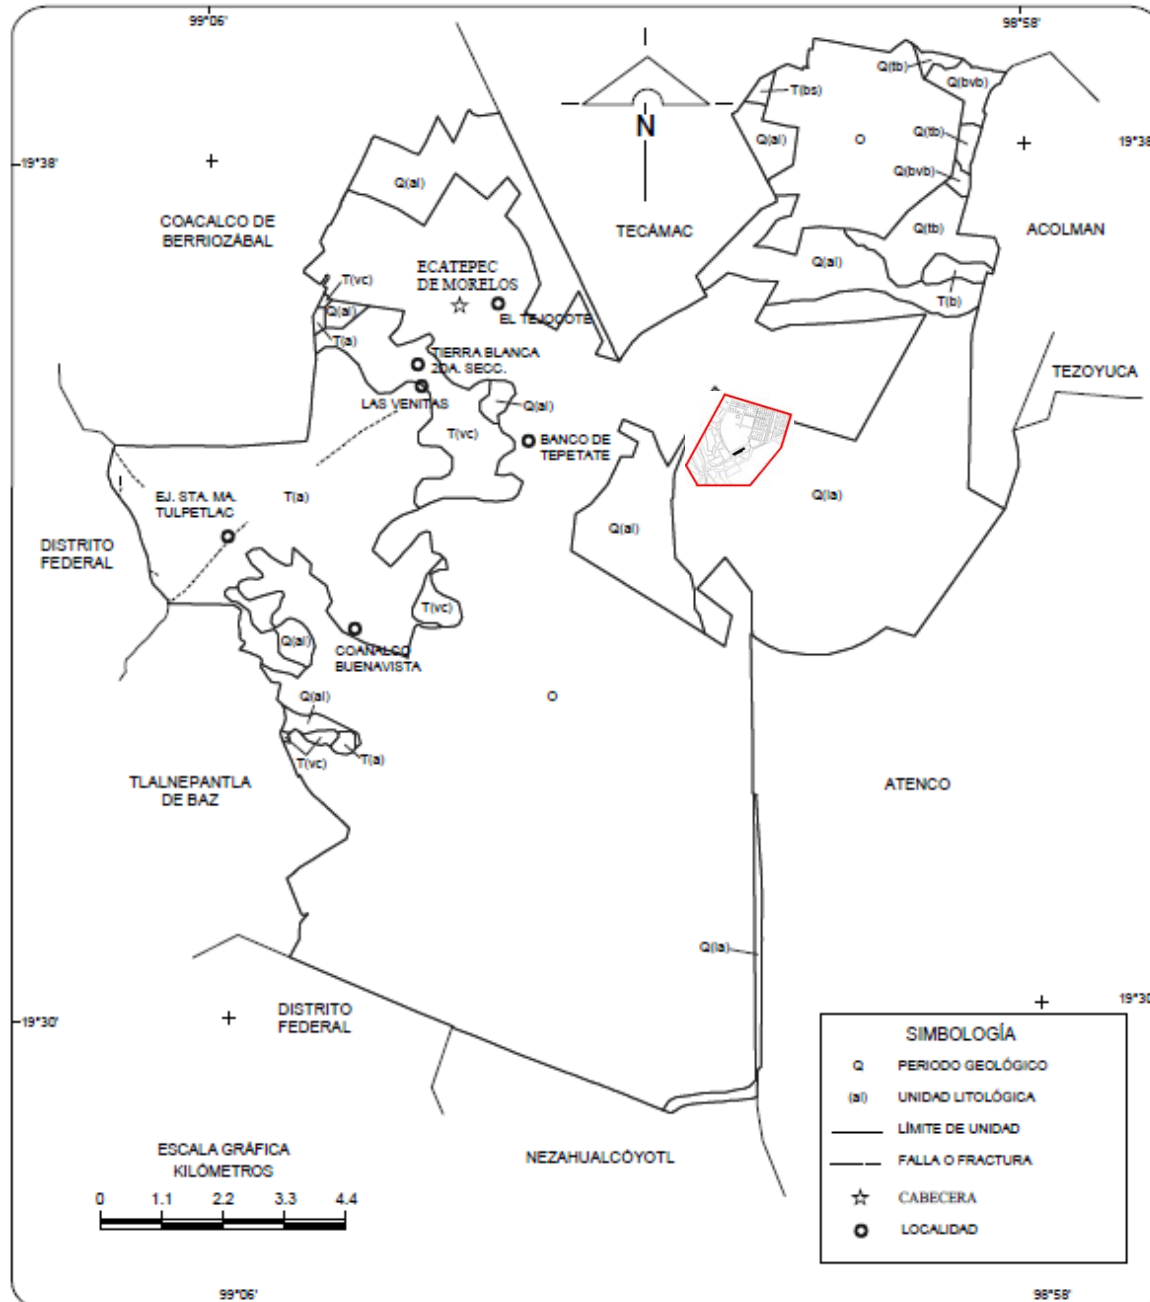 99°06'
98°58'
Q(tb)
Q(bvb)
T(bs)
Q(tb)
N
19°38'
Q(al)
O
19°38'
Q(bvb)
Q(al)
COACALCO DE
BERRIOZÁBAL
TECÁMAC
Q(tb)
ACOLMAN
Q(al)
ECATEPEC
DE MORELOS
T(vc)
Q(al)
EL TEJOCOTE
T(b)
T(a)
TIERRA BLANCA
2DA. SECC.
TEZOYUCA
LAS VENITAS
Q(al)
T(vc)
BANCO DE
TEPETATE
EJ. STA. MA.
TULPETLAC
T(a)
Q(la)
Q(al)
DISTRITO
FEDERAL
T(vc)
Q(al)
COANALCO
BUENAVISTA
Q(al)
O
T(vc)
T(a)
TLALNEPANTLA
DE BAZ
ATENCO
Q(la)
19°30'
19°30'
DISTRITO
FEDERAL
SIMBOLOGÍA
Q PERIODO GEOLÓGICO
(al) UNIDAD LITOLÓGICA
LÍMITE DE UNIDAD
FALLA O FRACTURA
CABECERA
LOCALIDAD
ESCALA GRÁFICA
KILÓMETROS
0 1.1 2.2 3.3 4.4
NEZAHUALCÓYOTL
99°06'
98°58'